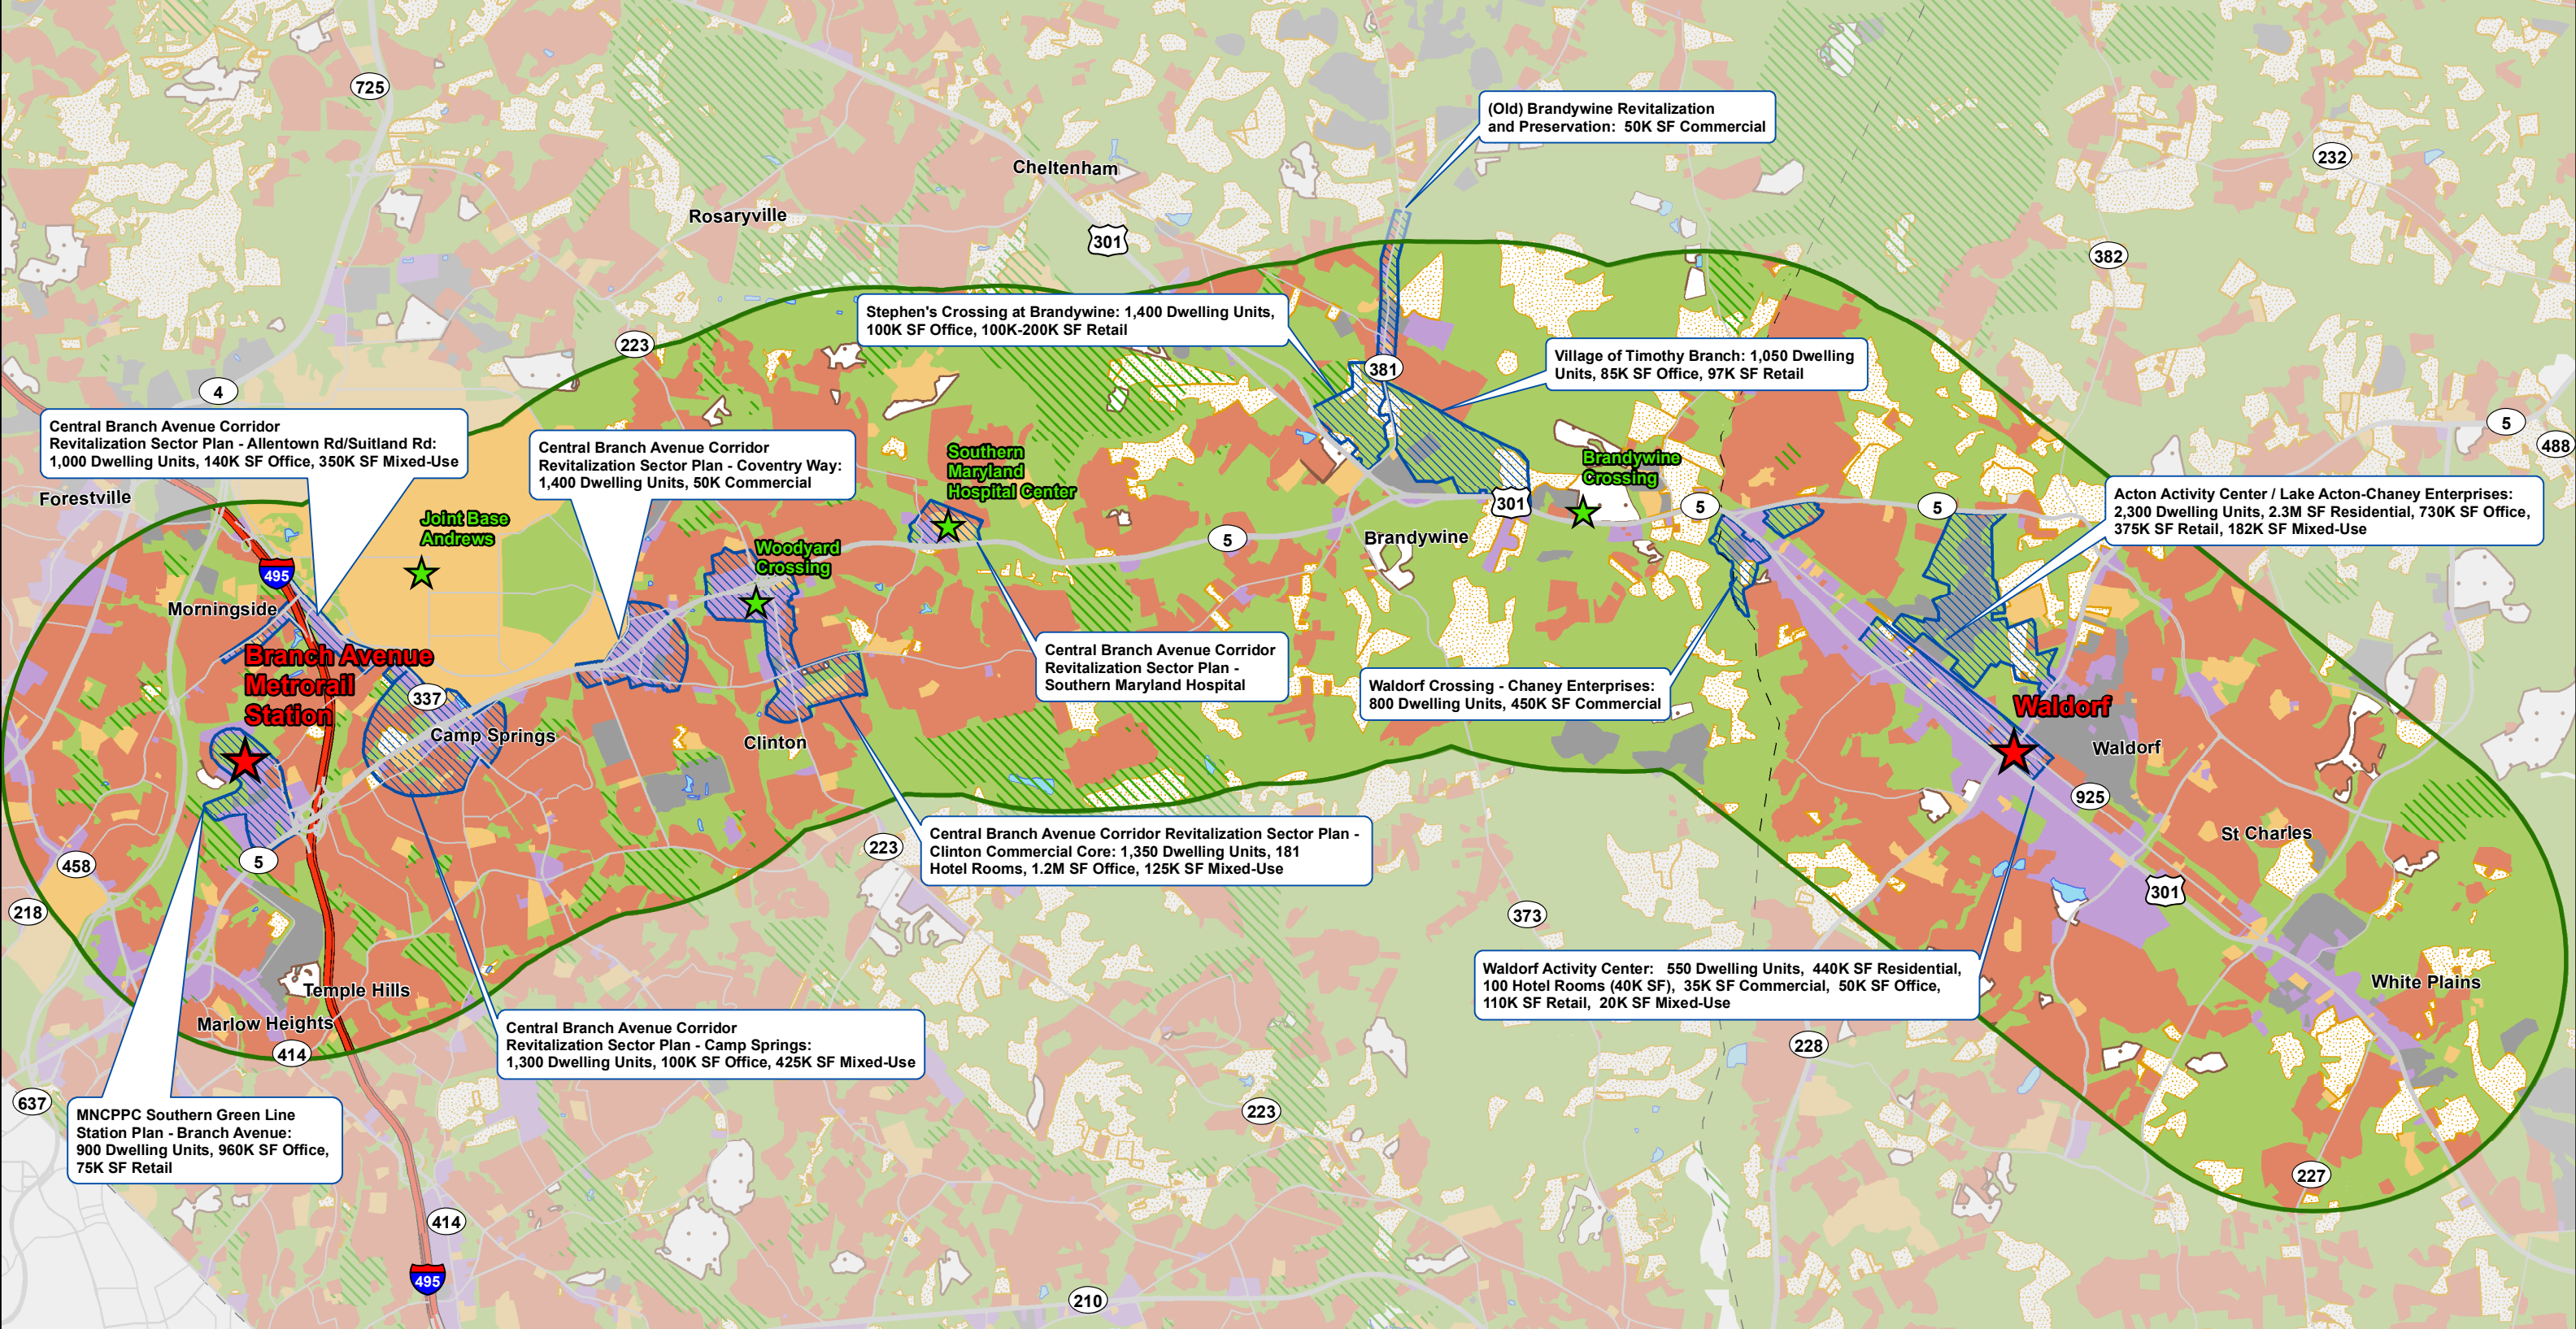 725
(Old) Brandywine Revitalization
and Preservation: 50K SF Commercial
232
Cheltenham
Rosaryville
301
382
Stephen's Crossing at Brandywine: 1,400 Dwelling Units,
100K SF Office, 100K-200K SF Retail
223
381
Village of Timothy Branch: 1,050 Dwelling
Units, 85K SF Office, 97K SF Retail
4
Central Branch Avenue Corridor
Revitalization Sector Plan - Allentown Rd/Suitland Rd:
1,000 Dwelling Units, 140K SF Office, 350K SF Mixed-Use
Central Branch Avenue Corridor
Revitalization Sector Plan - Coventry Way:
1,400 Dwelling Units, 50K Commercial
Southern
Maryland
Hospital Center
Brandywine
Crossing
5
488
Forestville
Joint Base
Andrews
301
5
5
Acton Activity Center / Lake Acton-Chaney Enterprises:
2,300 Dwelling Units, 2.3M SF Residential, 730K SF Office,
375K SF Retail, 182K SF Mixed-Use
5
Brandywine
Woodyard
Crossing
495
Morningside
Branch Avenue
Metrorail
Station
337
Camp Springs
Clinton
Central Branch Avenue Corridor
Revitalization Sector Plan -
Southern Maryland Hospital
Waldorf Crossing - Chaney Enterprises:
800 Dwelling Units, 450K SF Commercial
Waldorf
Waldorf
925
St Charles
301
458
5
223
Central Branch Avenue Corridor Revitalization Sector Plan -
Clinton Commercial Core: 1,350 Dwelling Units, 181
Hotel Rooms, 1.2M SF Office, 125K SF Mixed-Use
218
373
Waldorf Activity Center: 550 Dwelling Units, 440K SF Residential,
100 Hotel Rooms (40K SF), 35K SF Commercial, 50K SF Office,
110K SF Retail, 20K SF Mixed-Use
White Plains
Temple Hills
Marlow Heights
414
Central Branch Avenue Corridor
Revitalization Sector Plan - Camp Springs:
1,300 Dwelling Units, 100K SF Office, 425K SF Mixed-Use
228
637
MNCPPC Southern Green Line
Station Plan - Branch Avenue:
900 Dwelling Units, 960K SF Office,
75K SF Retail
223
227
414
495
210